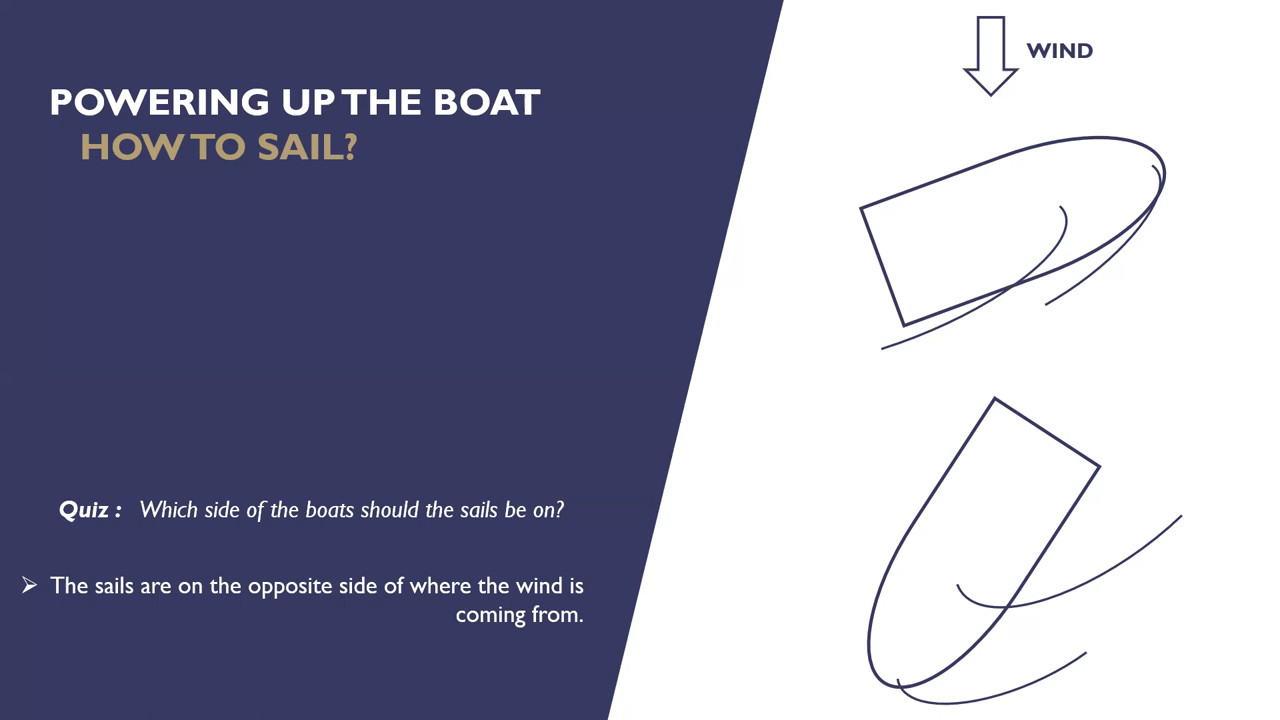 POWERING UP THE BOAT
HOW TO SAIL?
WIND
Quiz : Which side of the boats should the sails be on?
➢ The sails are on the opposite side of where the wind is
coming from.